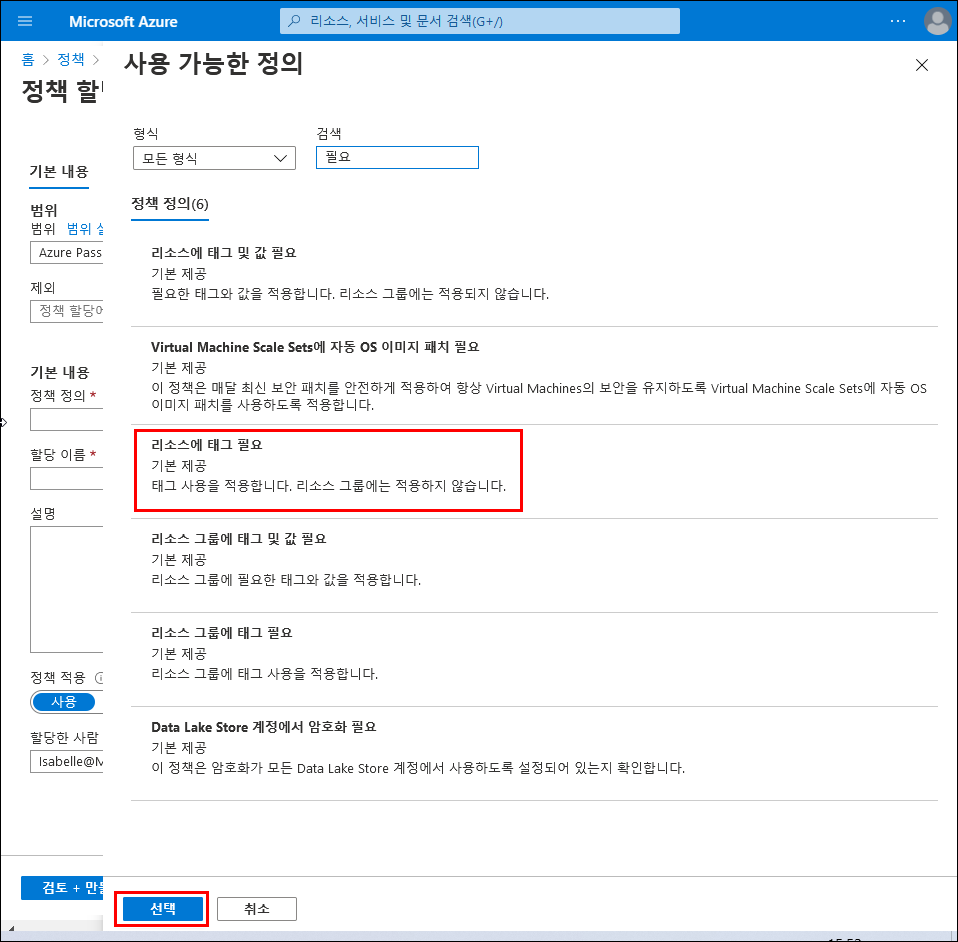 Microsoft Azure
리소스, 서비스 및 문서 검색(G+/)
홈 > 정책 >
정책 할
기본 내용
범위
범위 범위 설
Azure Pass
제외
정책 할당에
기본 내용
정책 정의 *
할당 이름 *
설명
정책 적용
사용
할당한 사람
Isabelle@M
검토 + 만들
사용 가능한 정의
형식
검색
모든 형식
필요
정책 정의(6)
리소스에 태그 및 값 필요
기본 제공
필요한 태그와 값을 적용합니다. 리소스 그룹에는 적용되지 않습니다.
Virtual Machine Scale Sets에 자동 OS 이미지 패치 필요
기본 제공
이 정책은 매달 최신 보안 패치를 안전하게 적용하여 항상 Virtual Machines의 보안을 유지하도록 Virtual Machine Scale Sets에 자동 OS
이미지 패치를 사용하도록 적용합니다.
리소스에 태그 필요
기본 제공
태그 사용을 적용합니다. 리소스 그룹에는 적용하지 않습니다.
리소스 그룹에 태그 및 값 필요
기본 제공
리소스 그룹에 필요한 태그와 값을 적용합니다.
리소스 그룹에 태그 필요
기본 제공
리소스 그룹에 태그 사용을 적용합니다.
Data Lake Store 계정에서 암호화 필요
기본 제공
이 정책은 암호화가 모든 Data Lake Store 계정에서 사용하도록 설정되어 있는지 확인합니다.
선택
취소